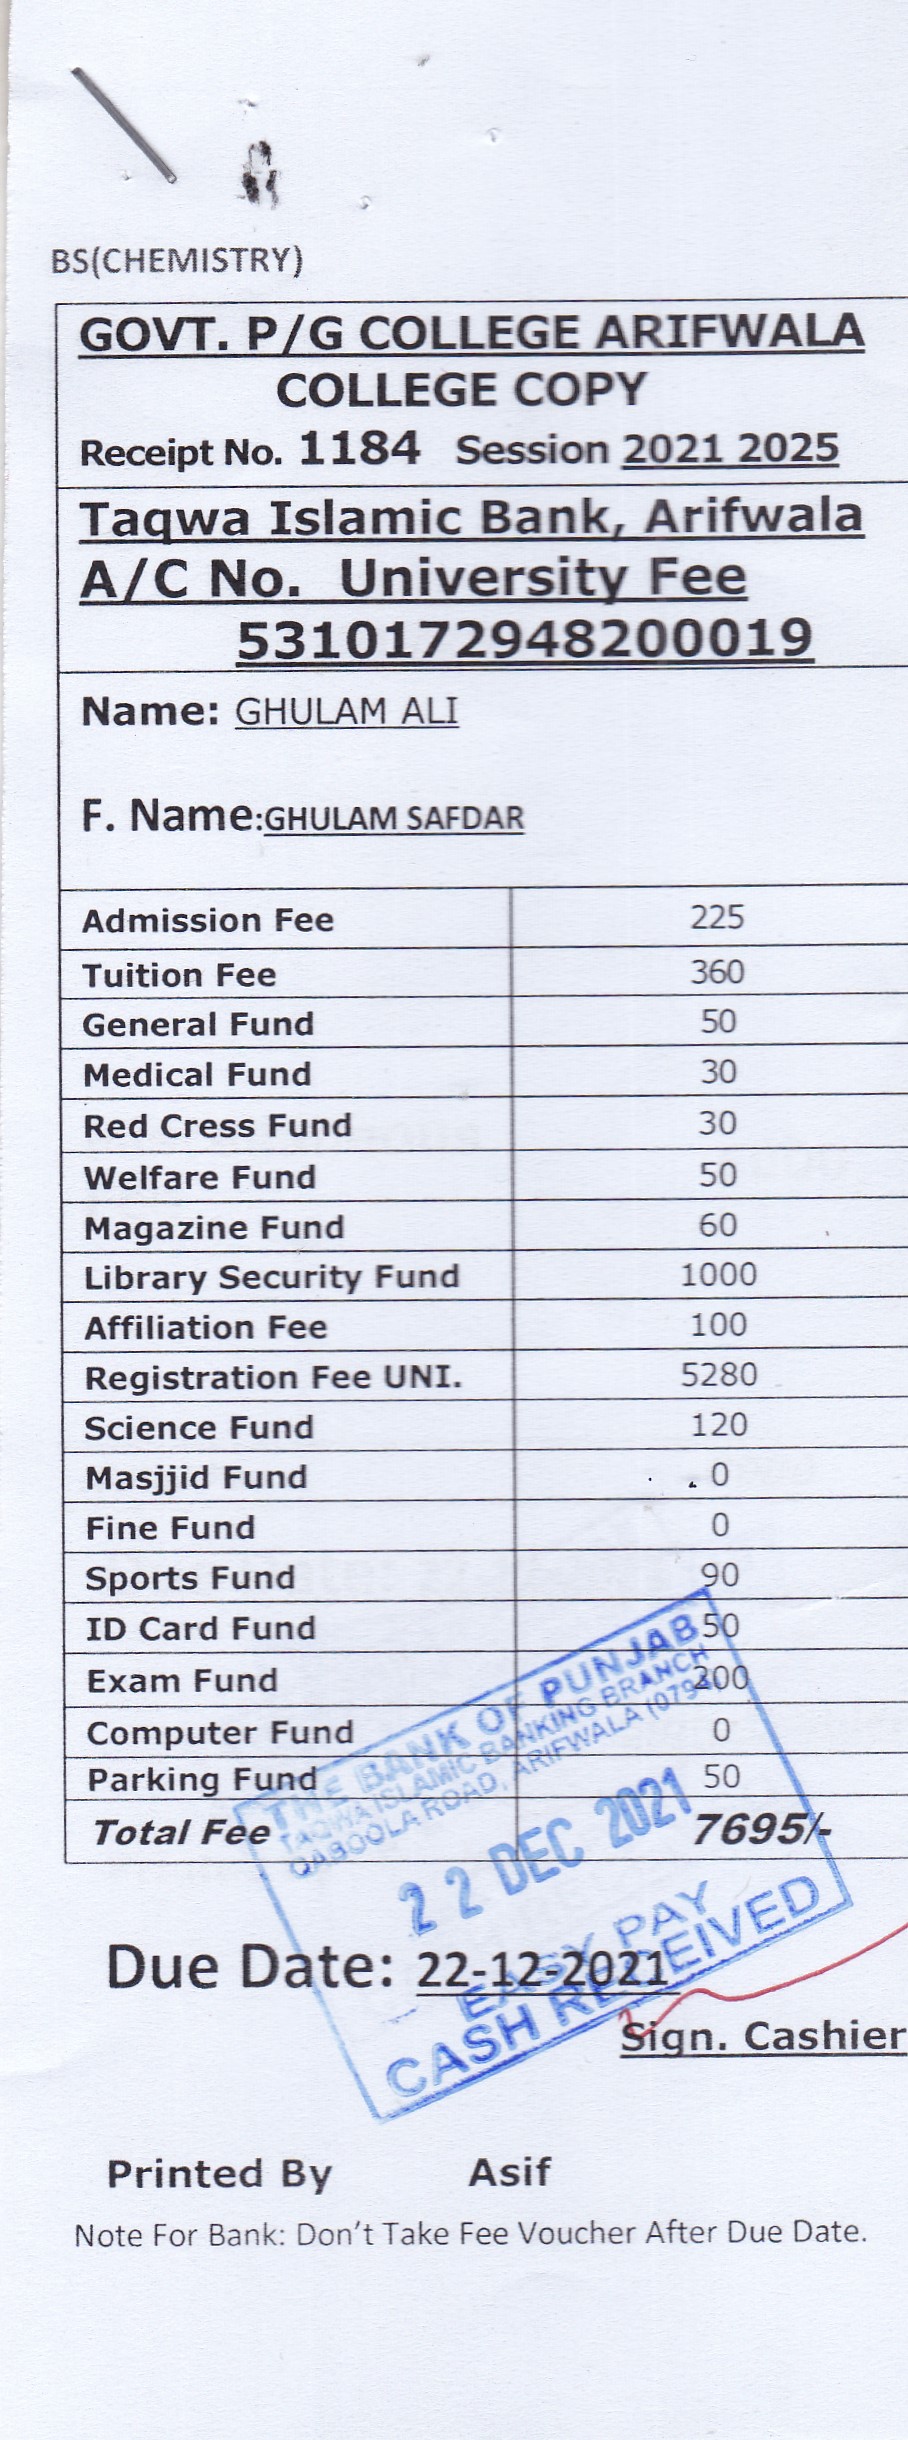 BS(CHEMISTRY)
GOVT. P/G COLLEGE ARIFWALA
COLLEGE COPY
Receipt No. 1184 Session 2021 2025
Taqwa Islamic Bank, Arifwala
A/C No. University Fee
5310172948200019
Name: GHULAM ALI
F. Name:GHULAM SAFDAR
Admission Fee 225
Tuition Fee 360
General Fund 50
Medical Fund 30
Red Cress Fund 30
Welfare Fund 50
Magazine Fund 60
Library Security Fund 1000
Affiliation Fee 100
Registration Fee UNI. 5280
Science Fund 120
Masjjid Fund 0
Fine Fund 0
Sports Fund 90
ID Card Fund 50
Exam Fund 200
Computer Fund 0
Parking Fund 50
Total Fee 7695/-
THE BANK OF PUNJAB
TAQWA ISLAMIC BANKING BRANCH
QABOOLA ROAD, ARIFWALA
22 DEC 2021
EASY PAY
CASH RECEIVED
Due Date: 22-12-2021
Sign. Cashier
Printed By Asif
Note For Bank: Don't Take Fee Voucher After Due Date.